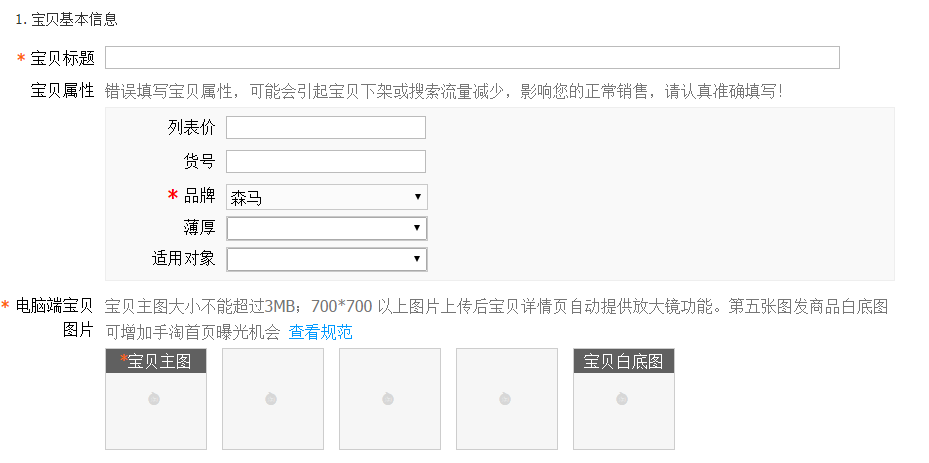 1. 宝贝基本信息
* 宝贝标题
宝贝属性 错误填写宝贝属性，可能会引起宝贝下架或搜索流量减少，影响您的正常销售，请认真准确填写！
列表价
货号
* 品牌 森马
薄厚
适用对象
* 电脑端宝贝图片 宝贝主图大小不能超过3MB；700*700 以上图片上传后宝贝详情页自动提供放大镜功能。第五张图发商品白底图
可增加手淘首页曝光机会 查看规范
*宝贝主图 宝贝白底图